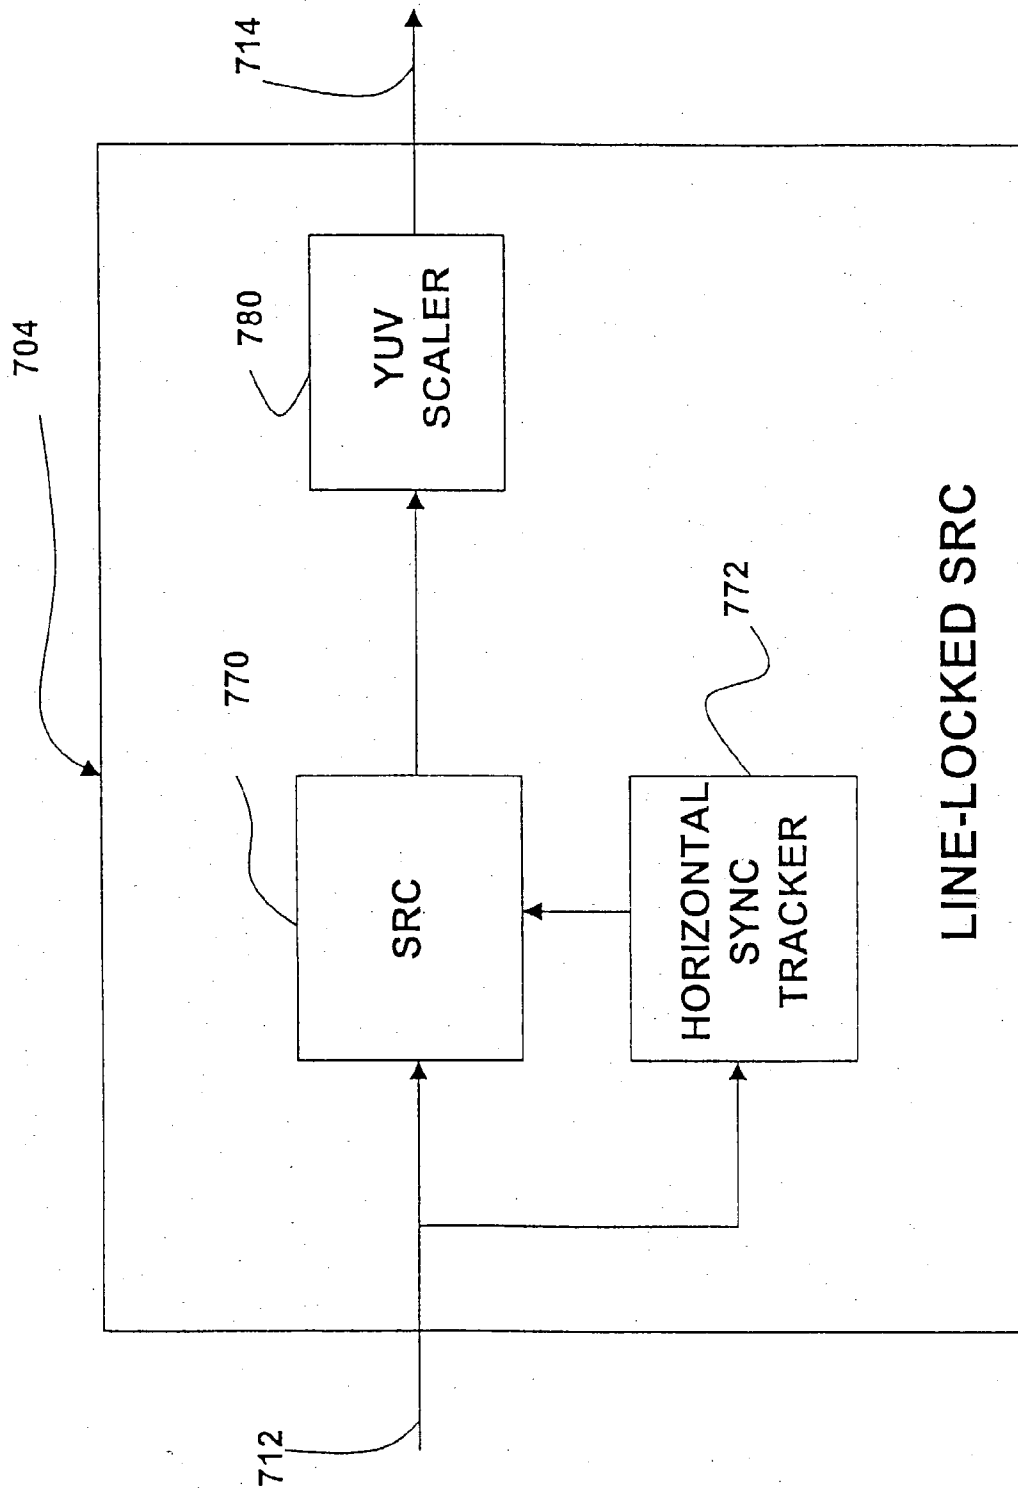 704
712
770
SRC
772
HORIZONTAL
SYNC
TRACKER
780
YUV
SCALER
714
LINE-LOCKED SRC